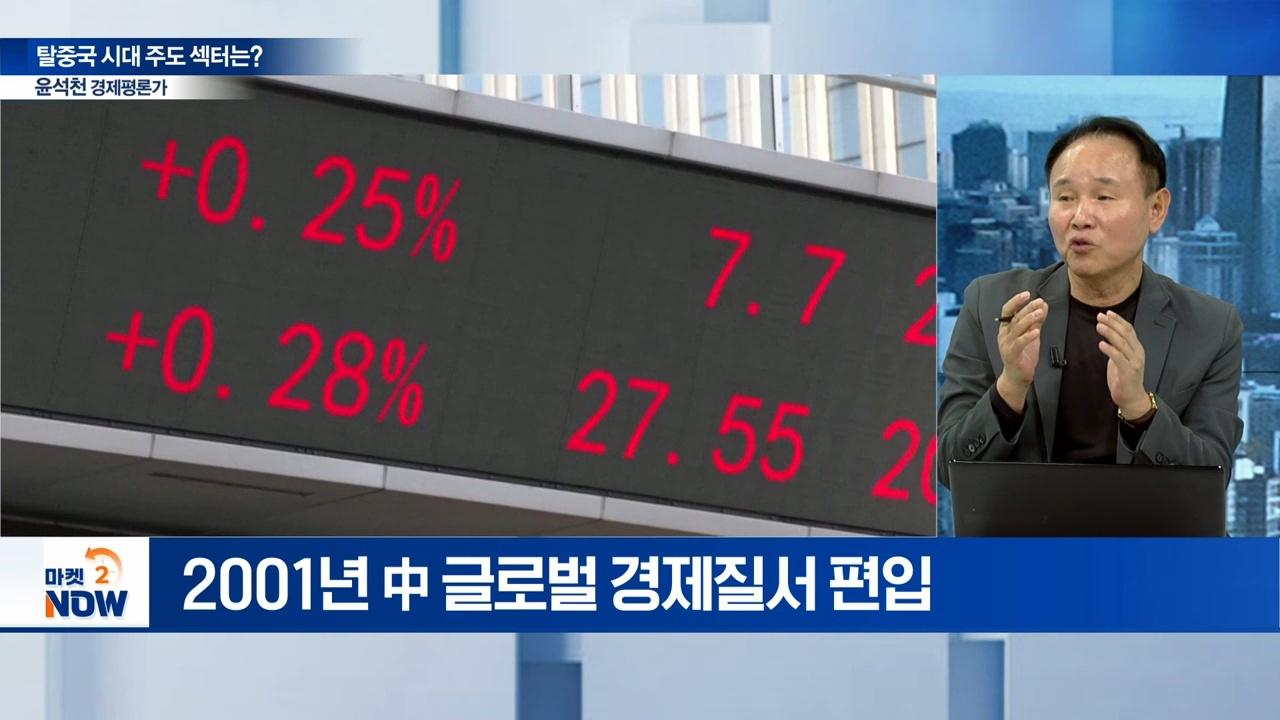 탈중국 시대 주도 섹터는?
윤석천 경제평론가
+0. 25%
7. 7
+0. 28%
27. 55
마켓 2
NOW
2001년 中 글로벌 경제질서 편입